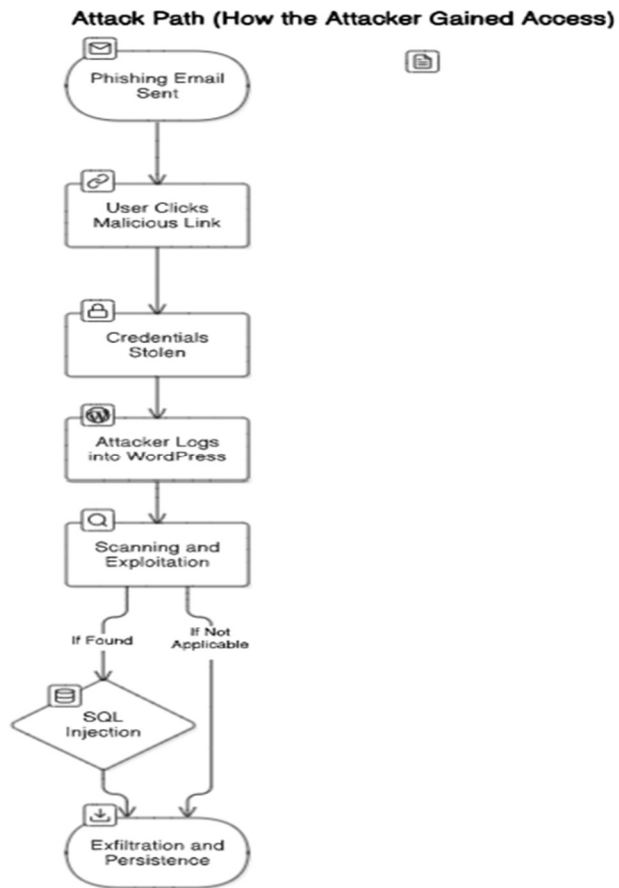 Attack Path (How the Attacker Gained Access)
Phishing Email
Sent
User Clicks
Malicious Link
Credentials
Stolen
Attacker Logs
into WordPress
Scanning and
Exploitation
If Found
If Not
Applicable
SQL
Injection
Exfiltration and
Persistence